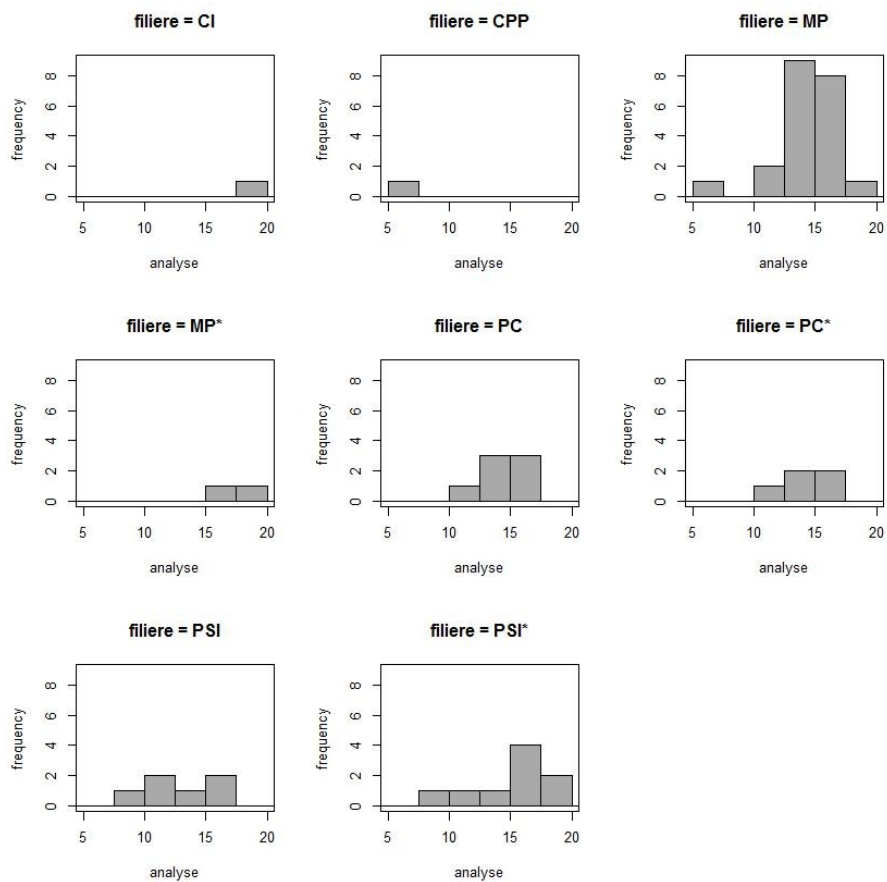 filiere = CI
frequency
0 2 4 6 8
5 10 15 20
analyse
filiere = CPP
frequency
0 2 4 6 8
5 10 15 20
analyse
filiere = MP
frequency
0 2 4 6 8
5 10 15 20
analyse
filiere = MP*
frequency
0 2 4 6 8
5 10 15 20
analyse
filiere = PC
frequency
0 2 4 6 8
5 10 15 20
analyse
filiere = PC*
frequency
0 2 4 6 8
5 10 15 20
analyse
filiere = PSI
frequency
0 2 4 6 8
5 10 15 20
analyse
filiere = PSI*
frequency
0 2 4 6 8
5 10 15 20
analyse